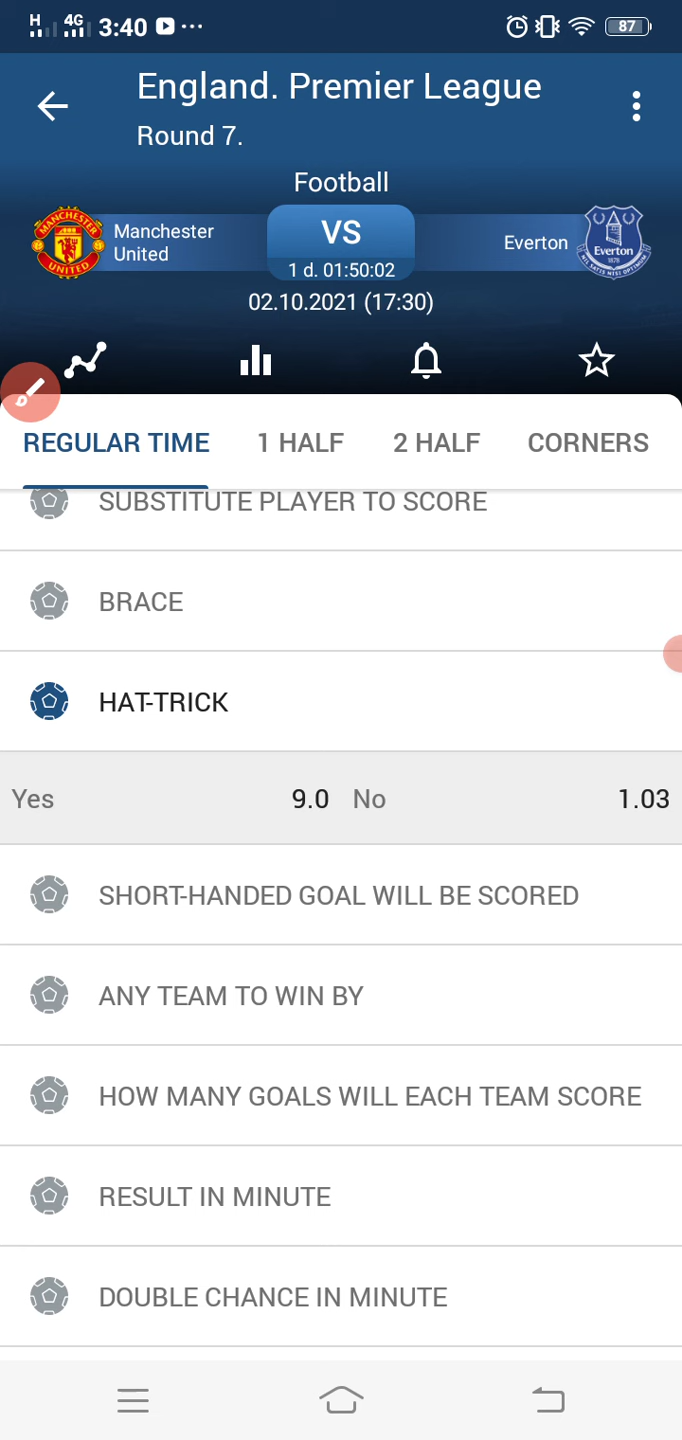 H 4G 3:40 87
England. Premier League
Round 7.
Football
Manchester United
VS
Everton
1 d. 01:50:02
02.10.2021 (17:30)
REGULAR TIME 1 HALF 2 HALF CORNERS
SUBSTITUTE PLAYER TO SCORE
BRACE
HAT-TRICK
Yes 9.0 No 1.03
SHORT-HANDED GOAL WILL BE SCORED
ANY TEAM TO WIN BY
HOW MANY GOALS WILL EACH TEAM SCORE
RESULT IN MINUTE
DOUBLE CHANCE IN MINUTE